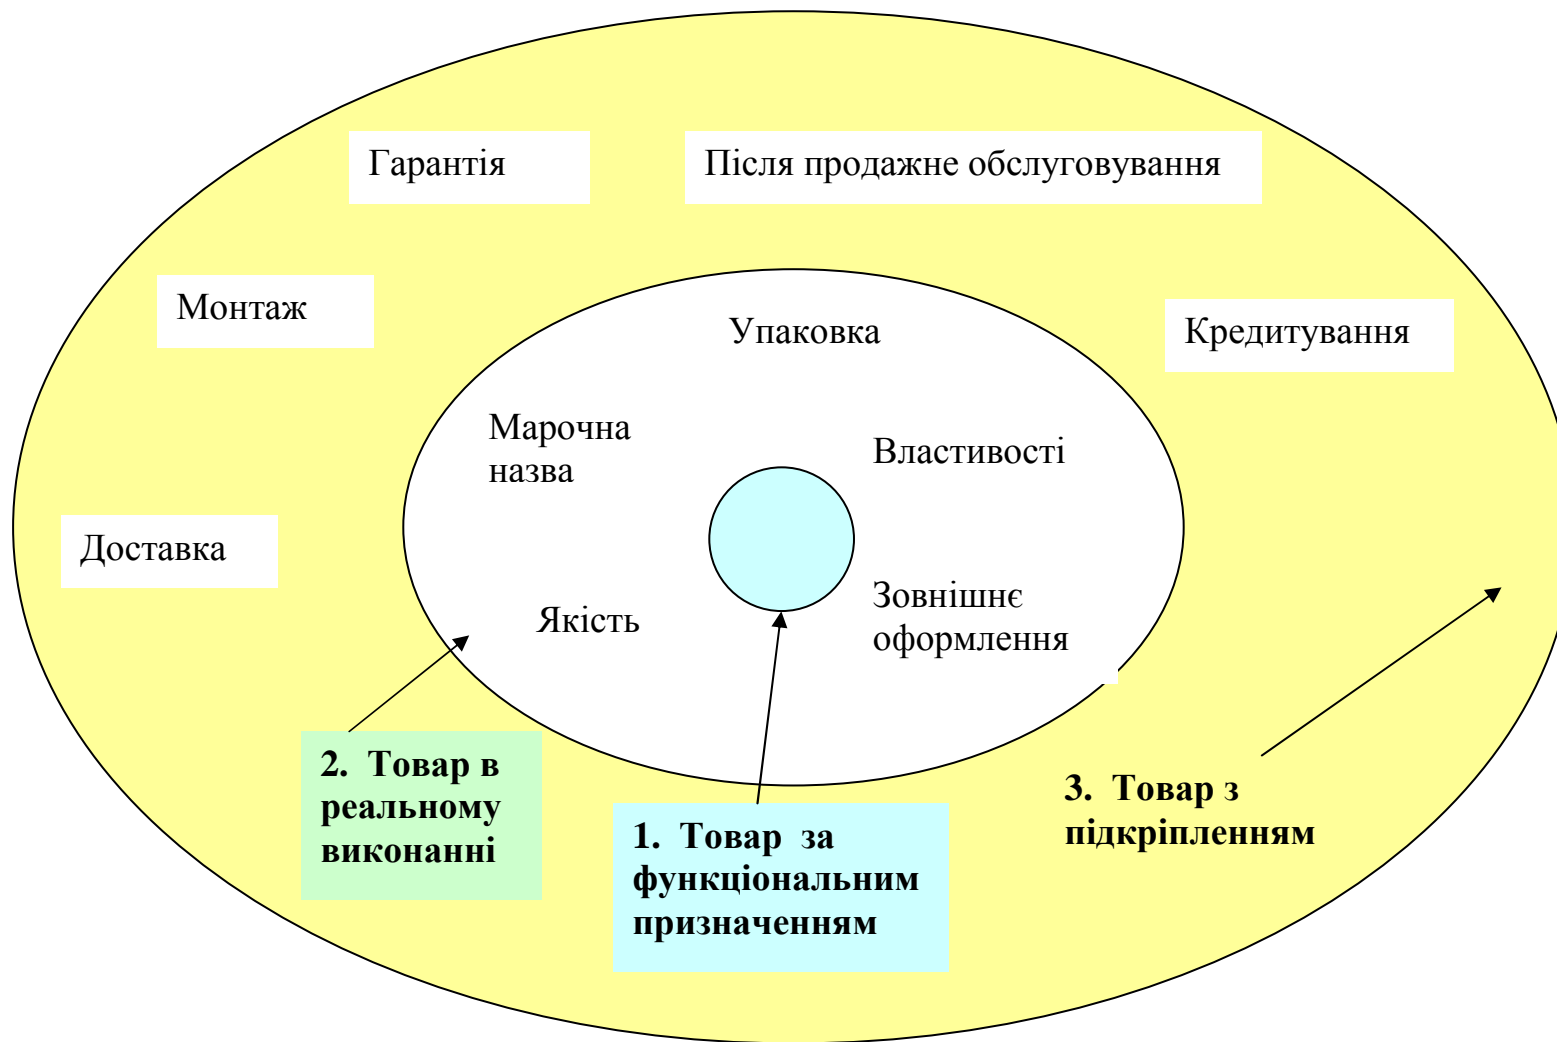 Гарантія
Після продажне обслуговування
Монтаж
Упаковка
Кредитування
Марочна
назва
Властивості
Доставка
Якість
Зовнішнє
оформлення
2. Товар в
реальному
виконанні
1. Товар за
функціональним
призначенням
3. Товар з
підкріпленням